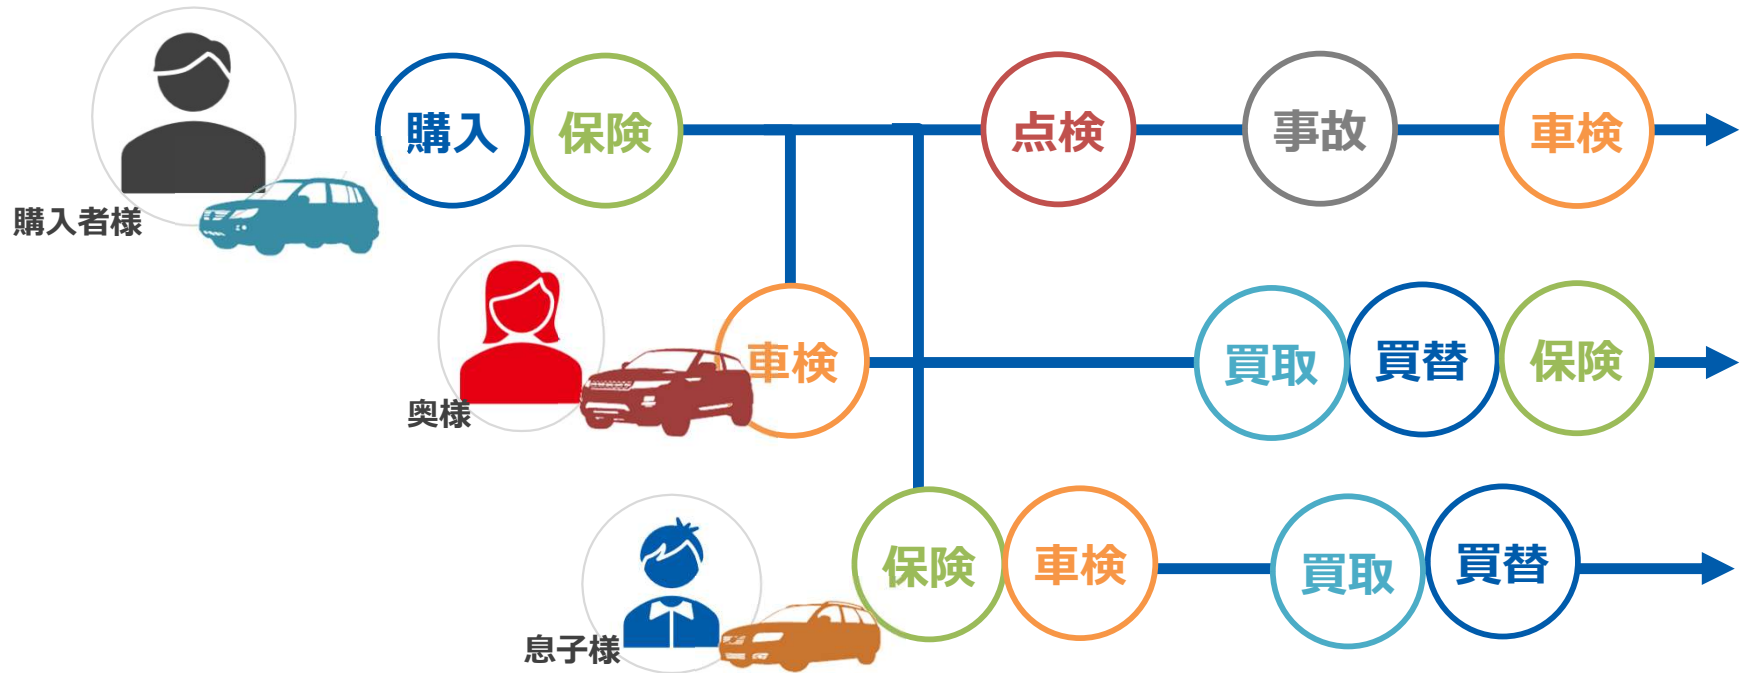 購入者様
購入
保険
点検
事故
車検
奥様
車検
買取
買替
保険
息子様
保険
車検
買取
買替